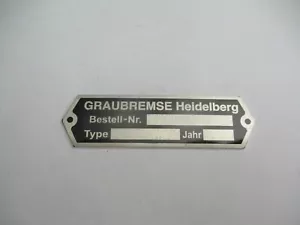 GRAUBREMSE Heidelberg
Bestell-Nr.
Type Jahr